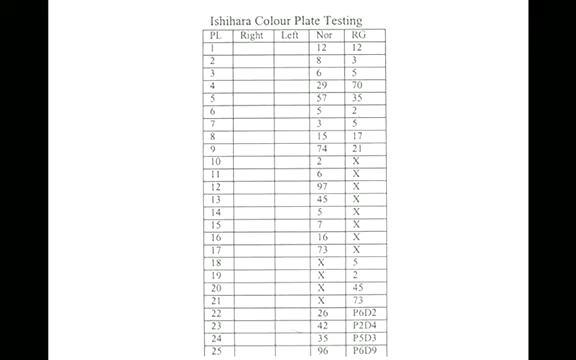 Ishihara Colour Plate Testing
PL Right Left Nor RG
1 12 12
2 8 3
3 6 5
4 29 70
5 57 35
6 5 2
7 3 5
8 15 17
9 74 21
10 2 X
11 6 X
12 97 X
13 45 X
14 5 X
15 7 X
16 16 X
17 73 X
18 X 5
19 X 2
20 X 45
21 X 73
22 26 P6D2
23 42 P2D4
24 35 P5D3
25 96 P6D9